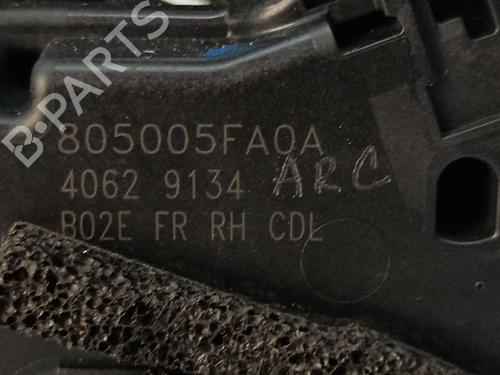 B-PARTS
805005FA0A
4062 9134 ARC
B02E FR RH CDL